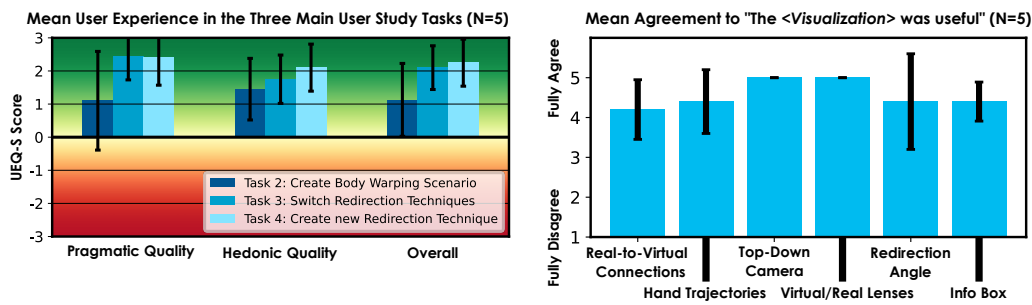 Mean User Experience in the Three Main User Study Tasks (N=5)
UEQ-S Score
3
2
1
0
-1
-2
-3
Task 2: Create Body Warping Scenario
Task 3: Switch Redirection Techniques
Task 4: Create new Redirection Technique
Pragmatic Quality
Hedonic Quality
Overall
Mean Agreement to "The <Visualization> was useful" (N=5)
Fully Agree
Fully Disagree
5
4
3
2
1
Real-to-Virtual
Connections
Hand Trajectories
Top-Down
Camera
Virtual/Real Lenses
Redirection
Angle
Info Box